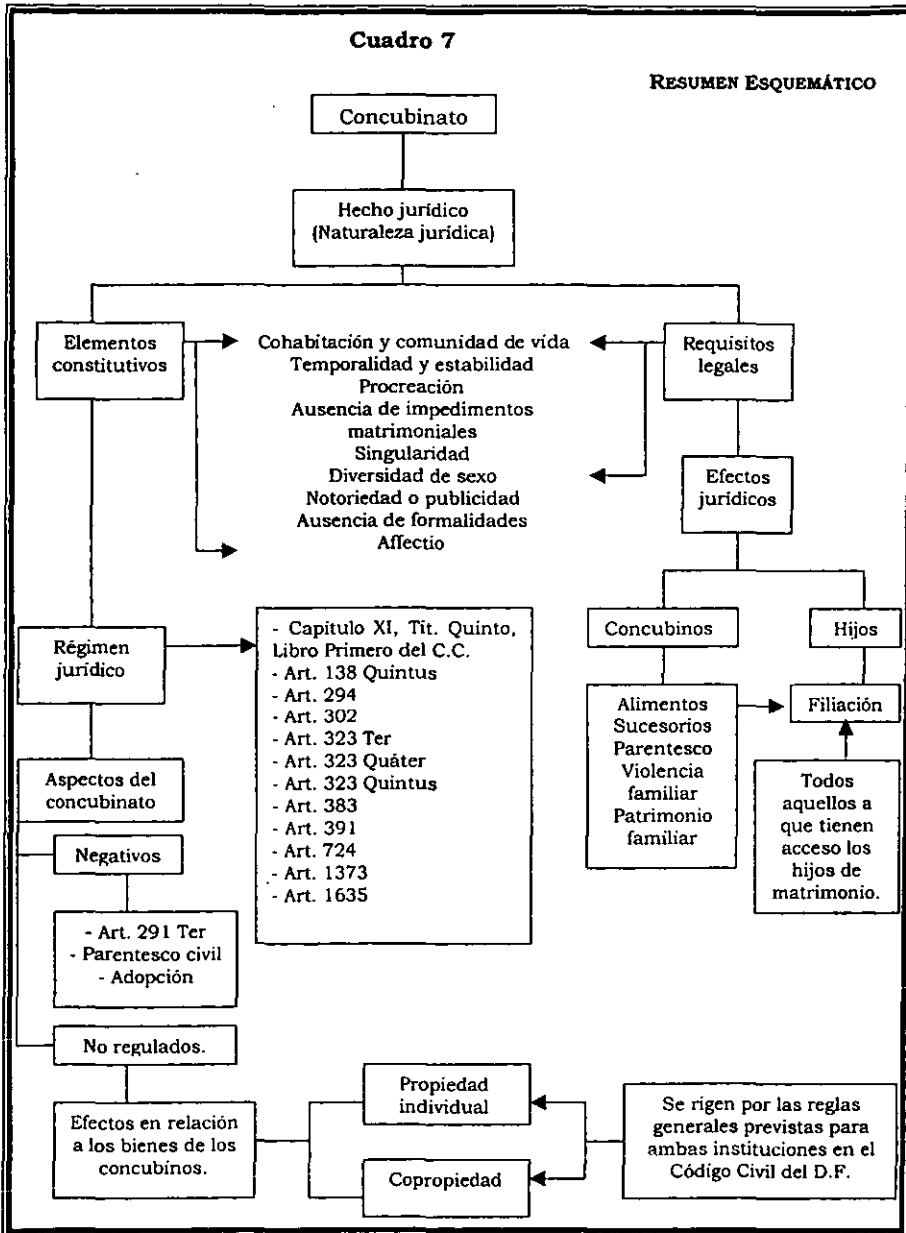 Cuadro 7
RESUMEN ESQUEMÁTICO
Concubinato
Hecho jurídico
(Naturaleza jurídica)
Elementos
constitutivos
Cohabitación y comunidad de vida
Temporalidad y estabilidad
Procreación
Ausencia de impedimentos
matrimoniales
Singularidad
Diversidad de sexo
Notoriedad o publicidad
Ausencia de formalidades
Affectio
Requisitos
legales
Efectos
jurídicos
Régimen
jurídico
- Capitulo XI, Tít. Quinto,
Libro Primero del C.C.
- Art. 138 Quintus
- Art. 294
- Art. 302
- Art. 323 Ter
- Art. 323 Quáter
- Art. 323 Quintus
- Art. 383
- Art. 391
- Art. 724
- Art. 1373
- Art. 1635
Concubinos
Hijos
Alimentos
Sucesorios
Parentesco
Violencia
familiar
Patrimonio
familiar
Filiación
Todos
aquellos a
que tienen
acceso los
hijos de
matrimonio.
Aspectos del
concubinato
Negativos
- Art. 291 Ter
- Parentesco civil
- Adopción
No regulados.
Efectos en relación
a los bienes de los
concubínos.
Propiedad
individual
Copropiedad
Se rigen por las reglas
generales previstas para
ambas instituciones en el
Código Civil del D.F.